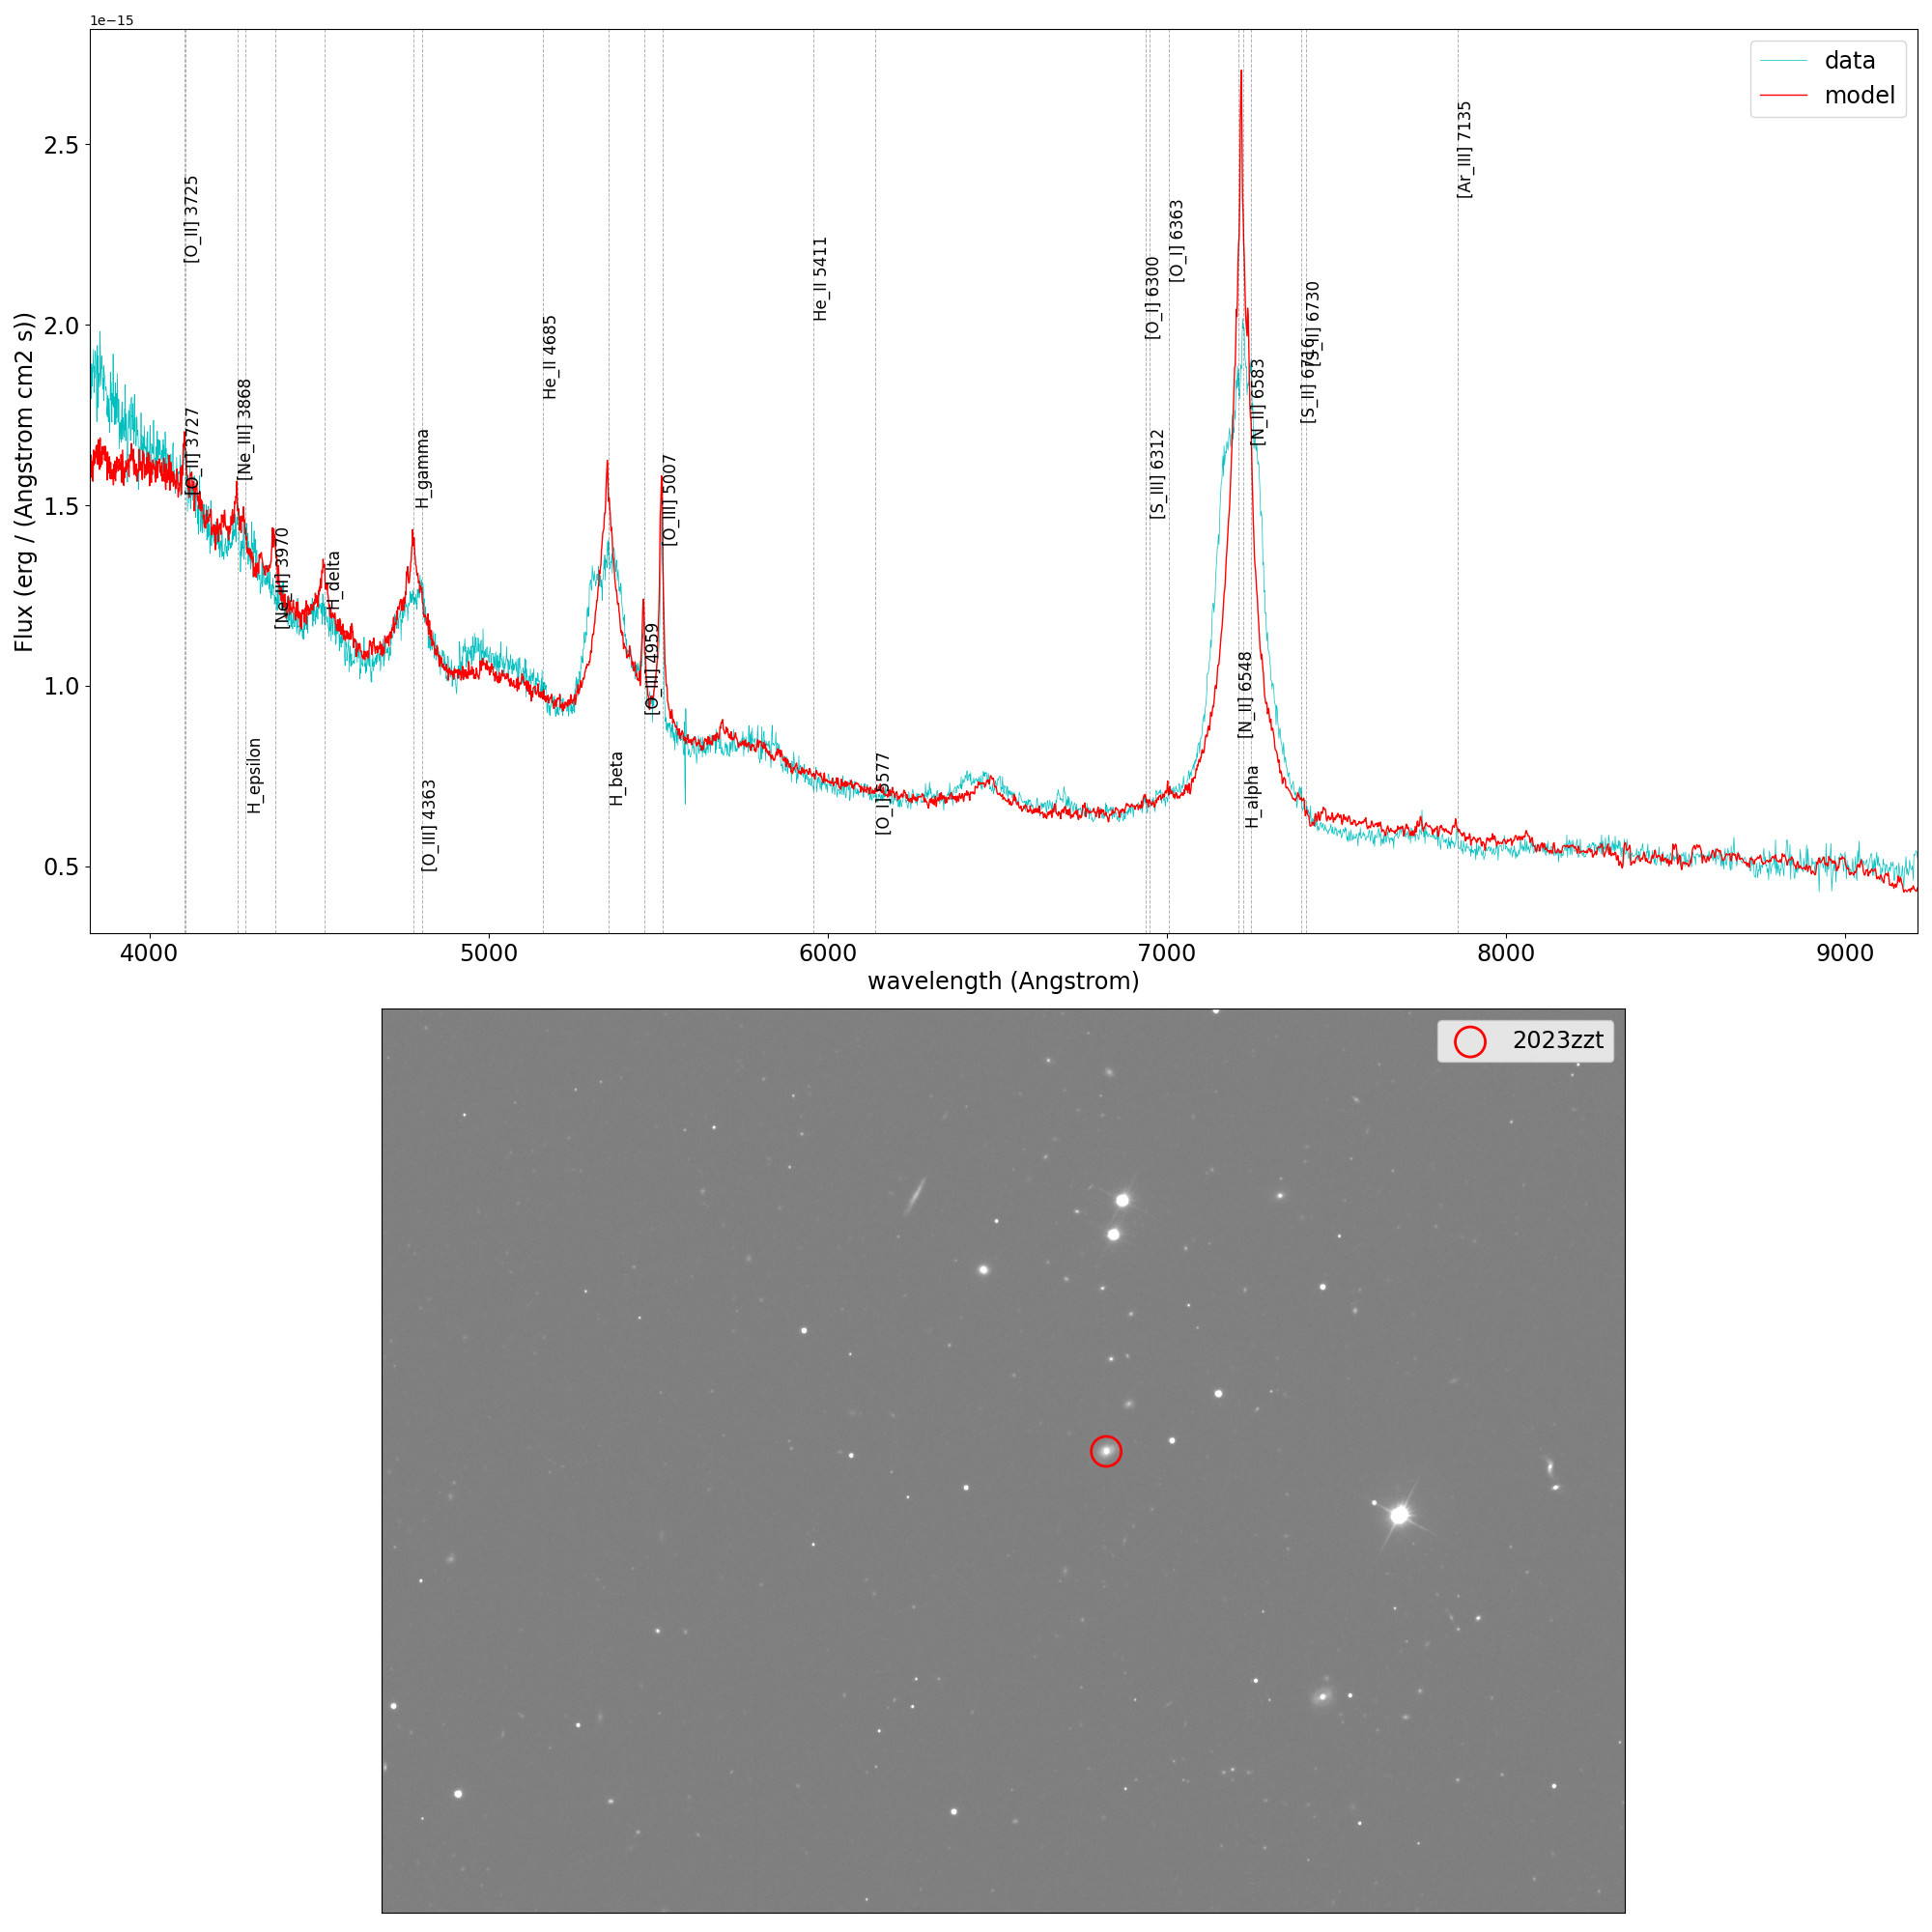 1e−15
data
model
[Ar_III] 7135
2.5
[O_II] 3725
[O_I] 6363
[O_I] 6300
He_II 5411
[S_II] 6730
2.0
He_II 4685
[S_II] 6716
[N_II] 6583
[Ne_III] 3868
[O_II] 3727
H_gamma
[S_III] 6312
[O_III] 5007
1.5
[Ne_III] 3970
H_delta
[O_III] 4959
[N_II] 6548
1.0
H_epsilon
H_beta
[O_I] 5577
H_alpha
[O_III] 4363
0.5
Flux (erg / (Angstrom cm2 s))
4000 5000 6000 7000 8000 9000
wavelength (Angstrom)
2023zzt